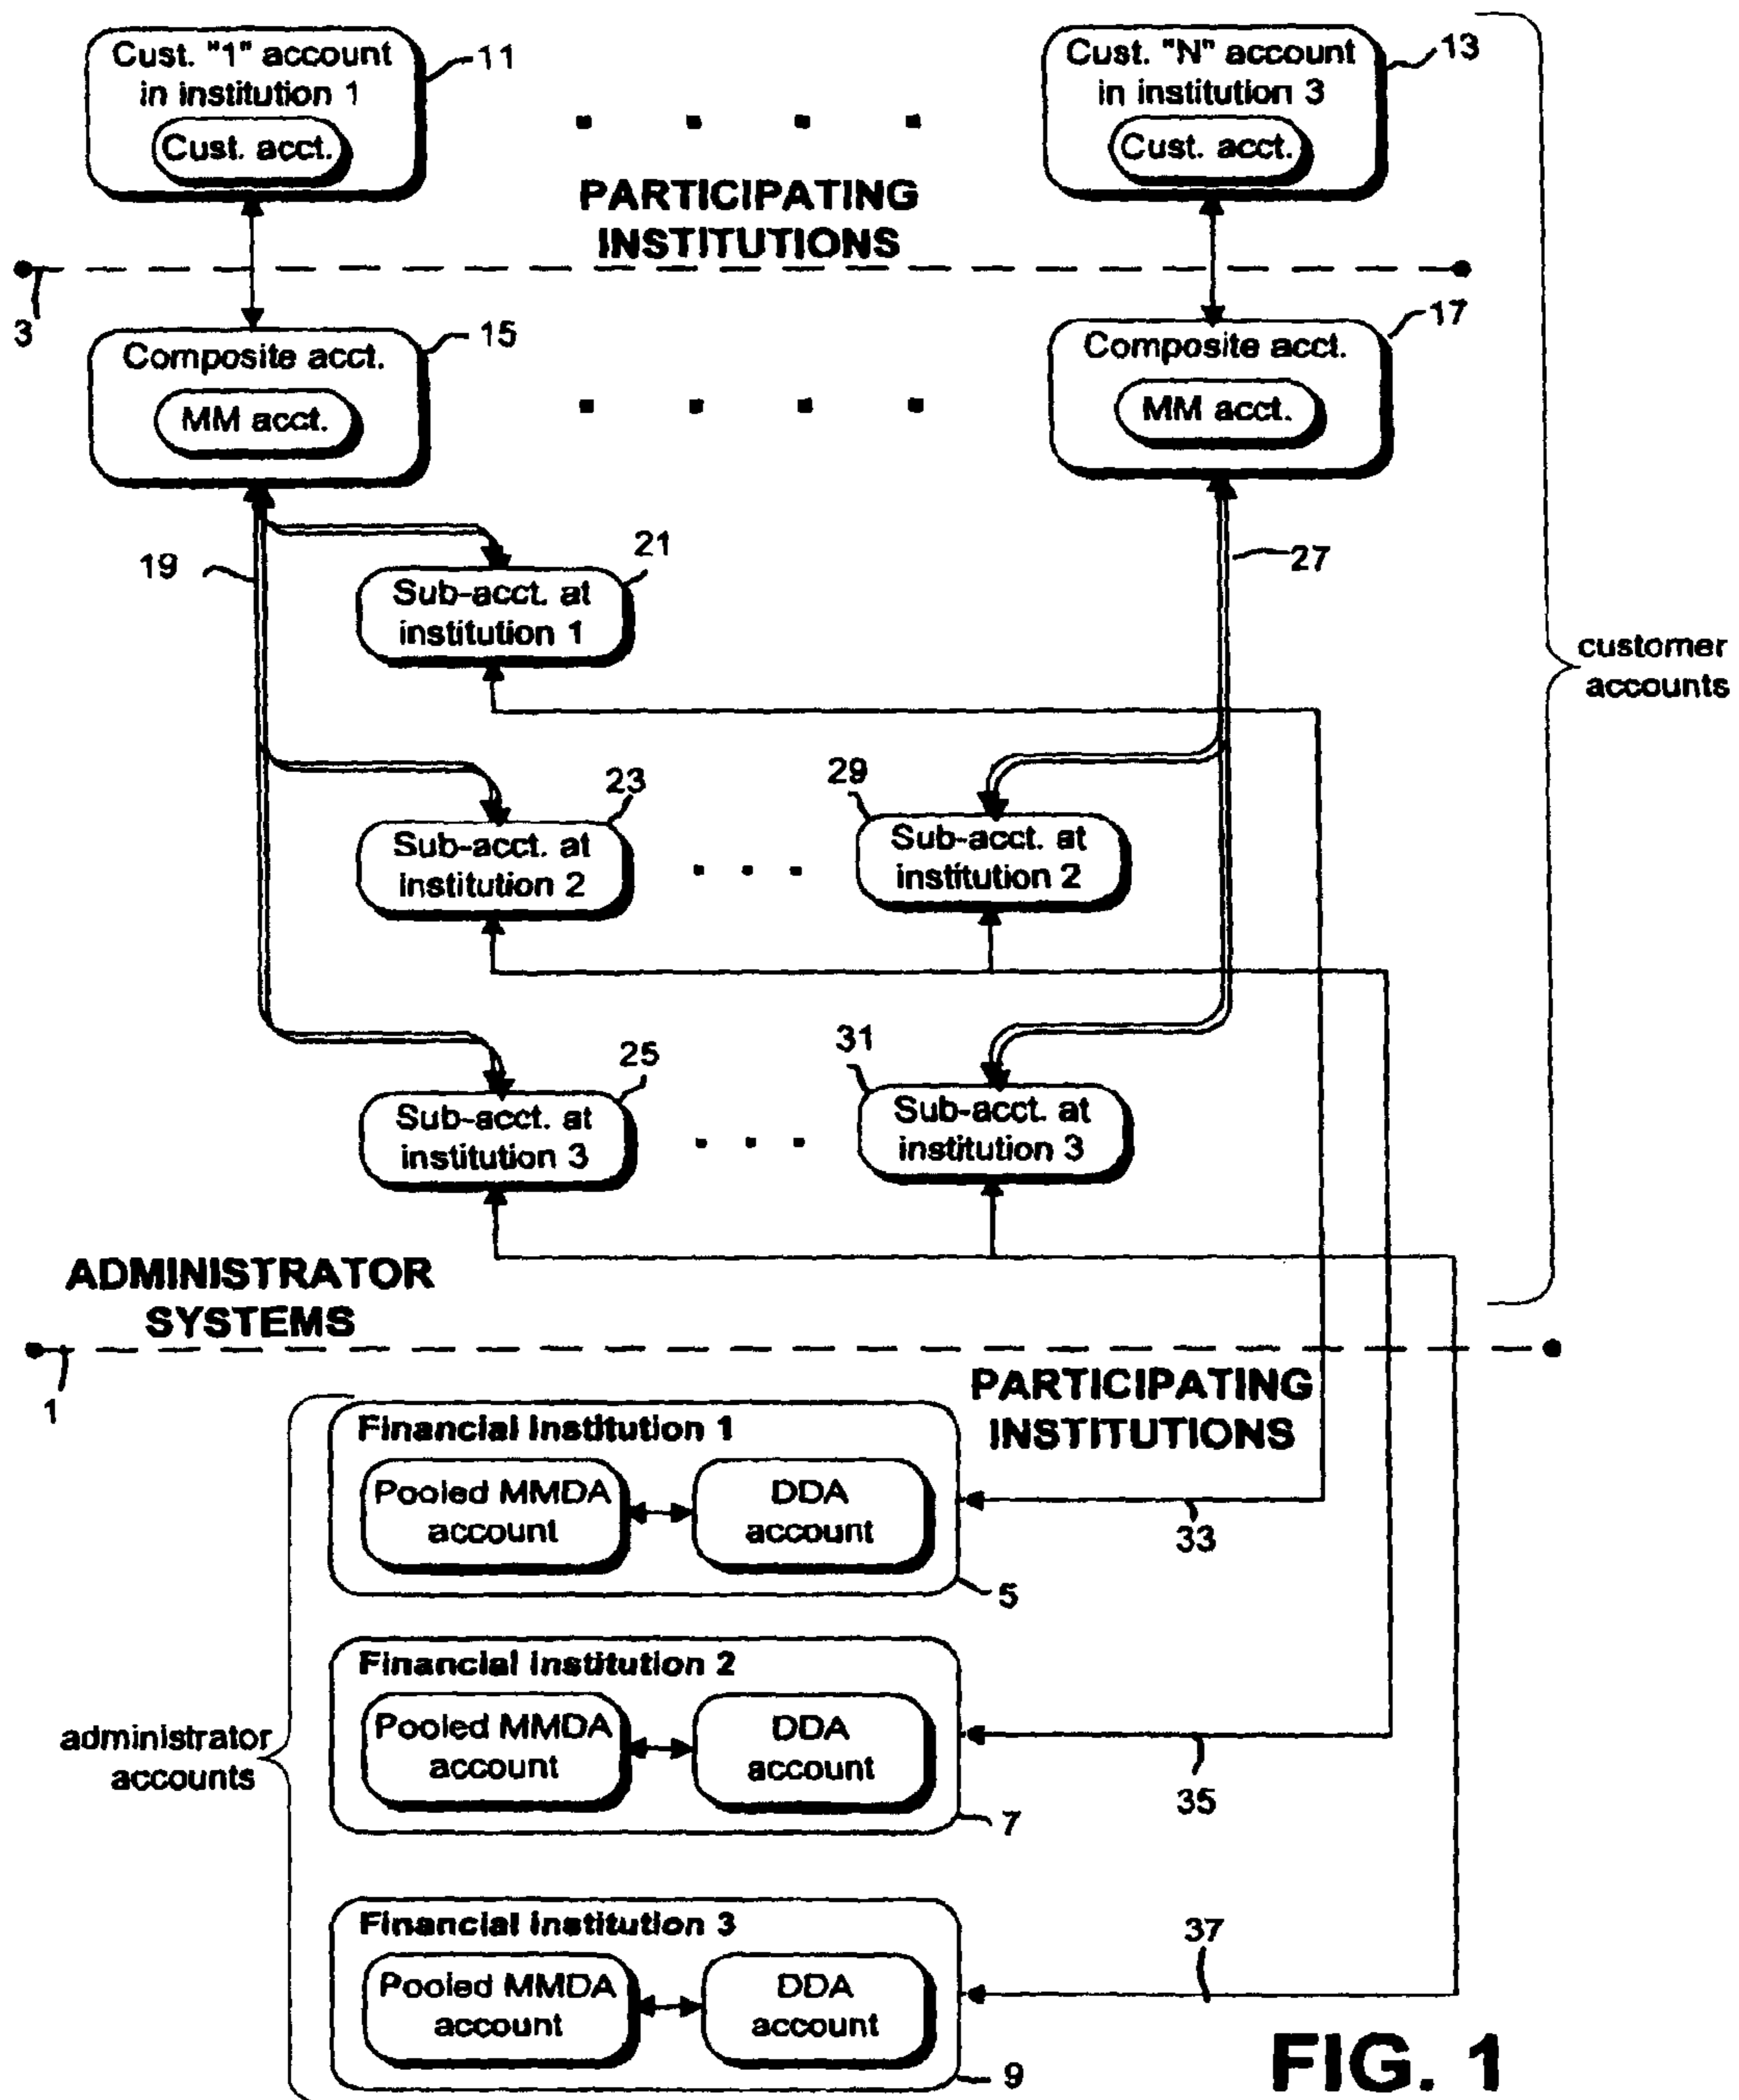 Cust. "1" account
in institution 1
Cust. acct.
11
Cust. "N" account
in institution 3
Cust. acct.
13
PARTICIPATING
INSTITUTIONS
3
Composite acct.
MM acct.
15
Composite acct.
MM acct.
17
19
21
Sub-acct. at
institution 1
27
customer
accounts
23
Sub-acct. at
institution 2
29
Sub-acct. at
institution 2
25
Sub-acct. at
institution 3
31
Sub-acct. at
institution 3
ADMINISTRATOR
SYSTEMS
1
PARTICIPATING
INSTITUTIONS
administrator
accounts
Financial Institution 1
Pooled MMDA
account
DDA
account
33
5
Financial Institution 2
Pooled MMDA
account
DDA
account
35
7
Financial Institution 3
Pooled MMDA
account
DDA
account
37
9
FIG. 1